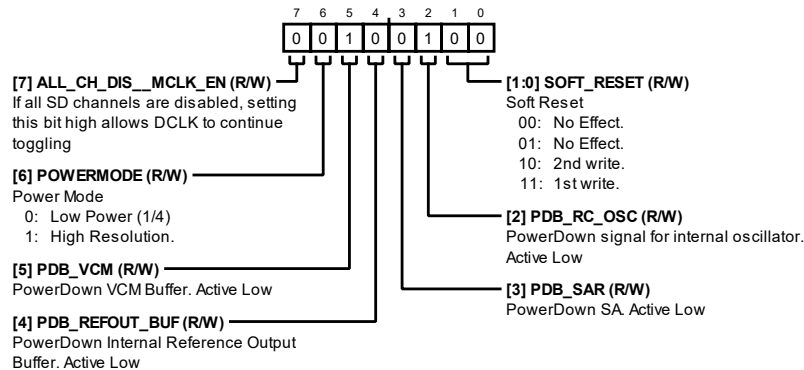 7 6 5 4 3 2 1 0
0 0 1 0 0 1 0 0
[7] ALL_CH_DIS__MCLK_EN (R/W)
If all SD channels are disabled, setting
this bit high allows DCLK to continue
toggling
[6] POWERMODE (R/W)
Power Mode
0: Low Power (1/4)
1: High Resolution.
[5] PDB_VCM (R/W)
PowerDown VCM Buffer. Active Low
[4] PDB_REFOUT_BUF (R/W)
PowerDown Internal Reference Output
Buffer. Active Low
[1:0] SOFT_RESET (R/W)
Soft Reset
00: No Effect.
01: No Effect.
10: 2nd write.
11: 1st write.
[2] PDB_RC_OSC (R/W)
PowerDown signal for internal oscillator.
Active Low
[3] PDB_SAR (R/W)
PowerDown SA. Active Low